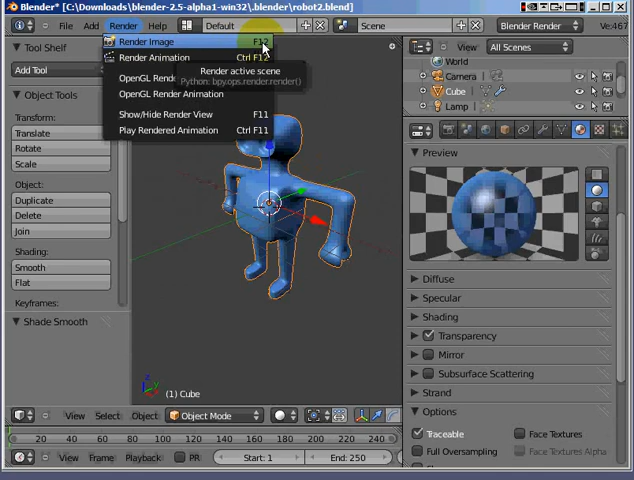 Blender* [C:\Downloads\blender-2.5-alpha1-win32\blender\robot2.blend]
File Add Render Help Default Scene Blender Render Ve:467
Render Image F12
Render Animation Ctrl F12
OpenGL Rende
OpenGL Render Animation
Show/Hide Render View F11
Play Rendered Animation Ctrl F11
Render active scene
Python: bpy.ops.render.render()
Tool Shelf
Add Tool
Object Tools
Transform:
Translate
Rotate
Scale
Object:
Duplicate
Delete
Join
Shading:
Smooth
Flat
Keyframes:
Shade Smooth
(1) Cube
View Select Object Object Mode
View All Scenes
World
Camera
Cube
Lamp
Preview
Diffuse
Specular
Shading
Transparency
Mirror
Subsurface Scattering
Strand
Options
Traceable Face Textures
Full Oversampling Face Textures Alpha
20 40 60 80 100 120 140 160 180 200 220 240
View Frame Playback PR Start: 1 End: 250